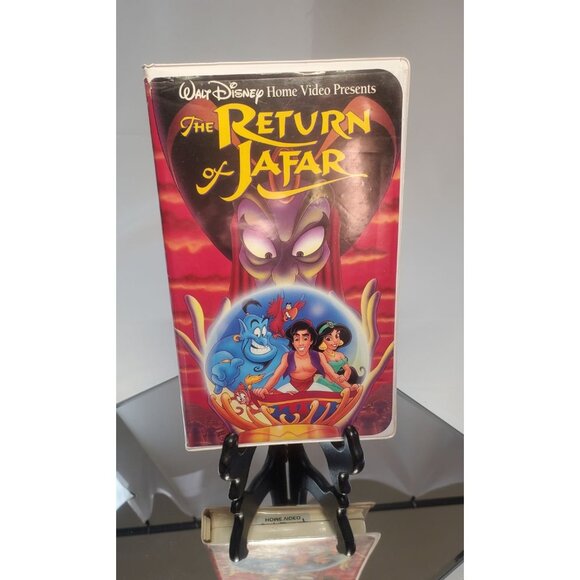 Walt Disney Home Video Presents
The Return
of Jafar
HOME VIDEO